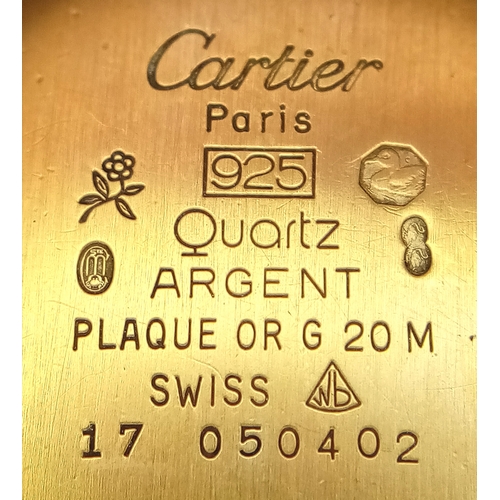 Cartier
Paris
925
Quartz
ARGENT
PLAQUE OR G 20 M
SWISS
17 050402